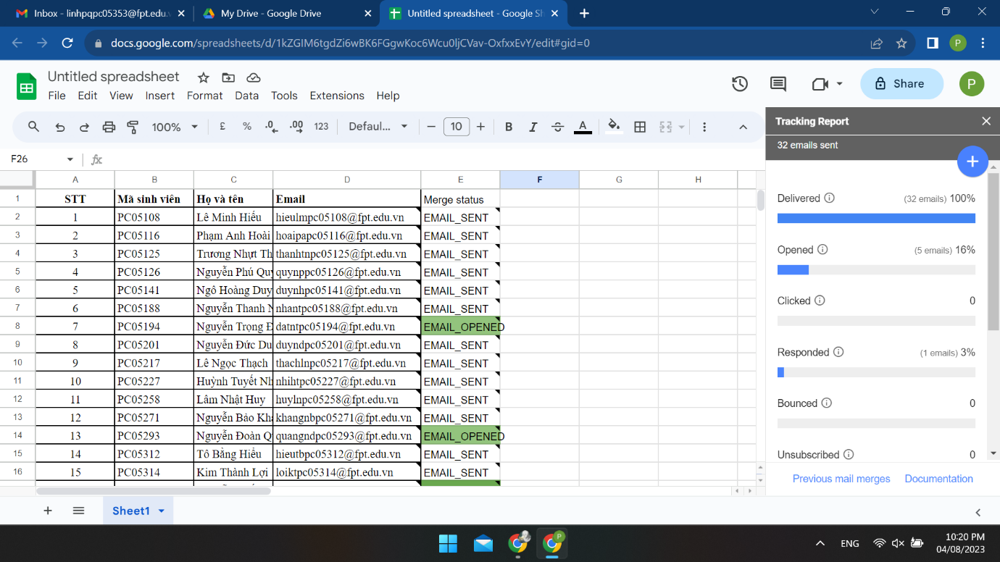 Inbox - linhpqpc05353@fpt.edu.v
My Drive - Google Drive
Untitled spreadsheet - Google Sh
docs.google.com/spreadsheets/d/1kZGIM6tgdZi6wBK6FGgwKoc6Wcu0ljCVav-OxfxxEvY/edit#gid=0
P
Untitled spreadsheet
File Edit View Insert Format Data Tools Extensions Help
Share
P
100% £ % .0 .00 123 Defaul... 10 B I A
Tracking Report
32 emails sent
F26 fx
A B C D E F G H
1 STT Mã sinh viên Họ và tên Email Merge status
2 1 PC05108 Lê Minh Hiếu hieulmpc05108@fpt.edu.vn EMAIL_SENT
3 2 PC05116 Phạm Anh Hoài hoaipapc05116@fpt.edu.vn EMAIL_SENT
4 3 PC05125 Trương Nhựt Th thanhtnpc05125@fpt.edu.vn EMAIL_SENT
5 4 PC05126 Nguyễn Phú Quy quynppc05126@fpt.edu.vn EMAIL_SENT
6 5 PC05141 Ngô Hoàng Duy duynhpc05141@fpt.edu.vn EMAIL_SENT
7 6 PC05188 Nguyễn Thanh N nhantpc05188@fpt.edu.vn EMAIL_SENT
8 7 PC05194 Nguyễn Trọng Đ datntpc05194@fpt.edu.vn EMAIL_OPENED
9 8 PC05201 Nguyễn Đức Du duyndpc05201@fpt.edu.vn EMAIL_SENT
10 9 PC05217 Lê Ngọc Thạch thachlnpc05217@fpt.edu.vn EMAIL_SENT
11 10 PC05227 Huỳnh Tuyết Nh nhihtpc05227@fpt.edu.vn EMAIL_SENT
12 11 PC05258 Lâm Nhật Huy huylnpc05258@fpt.edu.vn EMAIL_SENT
13 12 PC05271 Nguyễn Bảo Kha khangnbpc05271@fpt.edu.vn EMAIL_SENT
14 13 PC05293 Nguyễn Đoàn Q quangndpc05293@fpt.edu.vn EMAIL_OPENED
15 14 PC05312 Tô Bằng Hiếu hieutbpc05312@fpt.edu.vn EMAIL_SENT
16 15 PC05314 Kim Thành Lợi loiktpc05314@fpt.edu.vn EMAIL_SENT
Delivered (32 emails) 100%
Opened (5 emails) 16%
Clicked 0
Responded (1 emails) 3%
Bounced 0
Unsubscribed 0
Previous mail merges Documentation
Sheet1
P
ENG
10:20 PM
04/08/2023